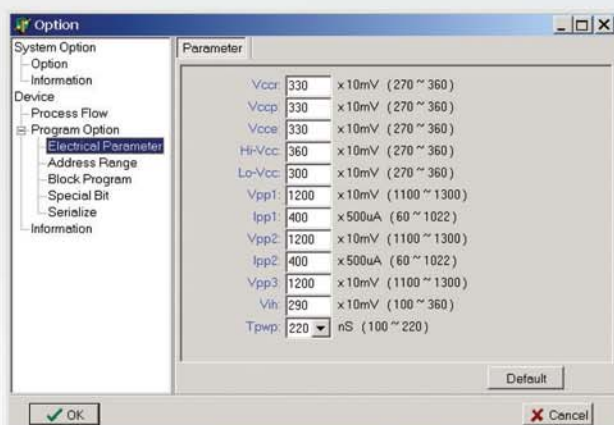 Option
System Option
Option
Information
Device
Process Flow
Program Option
Electrical Parameter
Address Range
Block Program
Special Bit
Serialize
Information
Parameter
Vccr: 330 x10mV (270 ~ 360)
Vccp: 330 x10mV (270 ~ 360)
Vcce: 330 x10mV (270 ~ 360)
Hi-Vcc: 360 x10mV (270 ~ 360)
Lo-Vcc: 300 x10mV (270 ~ 360)
Vpp1: 1200 x10mV (1100 ~ 1300)
Ipp1: 400 x500uA (60 ~ 1022)
Vpp2: 1200 x10mV (1100 ~ 1300)
Ipp2: 400 x500uA (60 ~ 1022)
Vpp3: 1200 x10mV (1100 ~ 1300)
Vih: 290 x10mV (100 ~ 360)
Tpwp: 220 nS (100 ~ 220)
Default
OK
Cancel